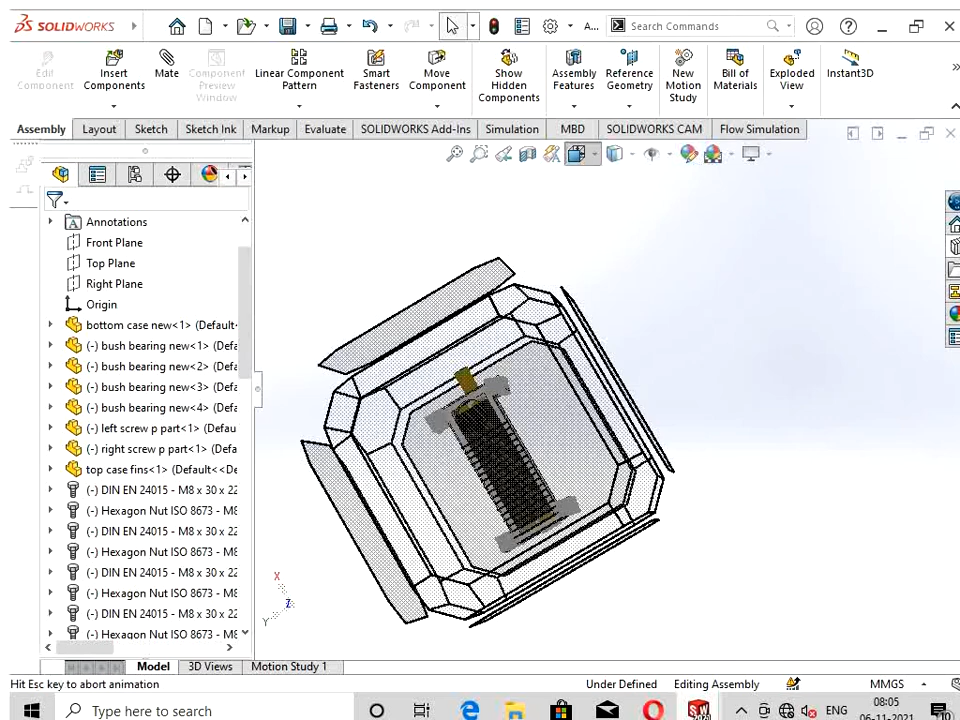 SOLIDWORKS
A...
Search Commands
Edit Component
Insert Components
Mate
Component Preview Window
Linear Component Pattern
Smart Fasteners
Move Component
Show Hidden Components
Assembly Features
Reference Geometry
New Motion Study
Bill of Materials
Exploded View
Instant3D
Assembly Layout Sketch Sketch Ink Markup Evaluate SOLIDWORKS Add-Ins Simulation MBD SOLIDWORKS CAM Flow Simulation
Annotations
Front Plane
Top Plane
Right Plane
Origin
bottom case new<1> (Default
(-) bush bearing new<1> (Defa
(-) bush bearing new<2> (Defa
(-) bush bearing new<3> (Defa
(-) bush bearing new<4> (Defa
(-) left screw p part<1> (Defau
(-) right screw p part<1> (Defa
top case fins<1> (Default<<De
(-) DIN EN 24015 - M8 x 30 x 22
(-) Hexagon Nut ISO 8673 - M8
(-) DIN EN 24015 - M8 x 30 x 22
(-) Hexagon Nut ISO 8673 - M8
(-) DIN EN 24015 - M8 x 30 x 22
(-) Hexagon Nut ISO 8673 - M8
(-) DIN EN 24015 - M8 x 30 x 22
(-) Hexagon Nut ISO 8673 - M8
X
Z
Y
Model 3D Views Motion Study 1
Hit Esc key to abort animation Under Defined Editing Assembly MMGS
Type here to search
ENG
08:05
06-11-2021